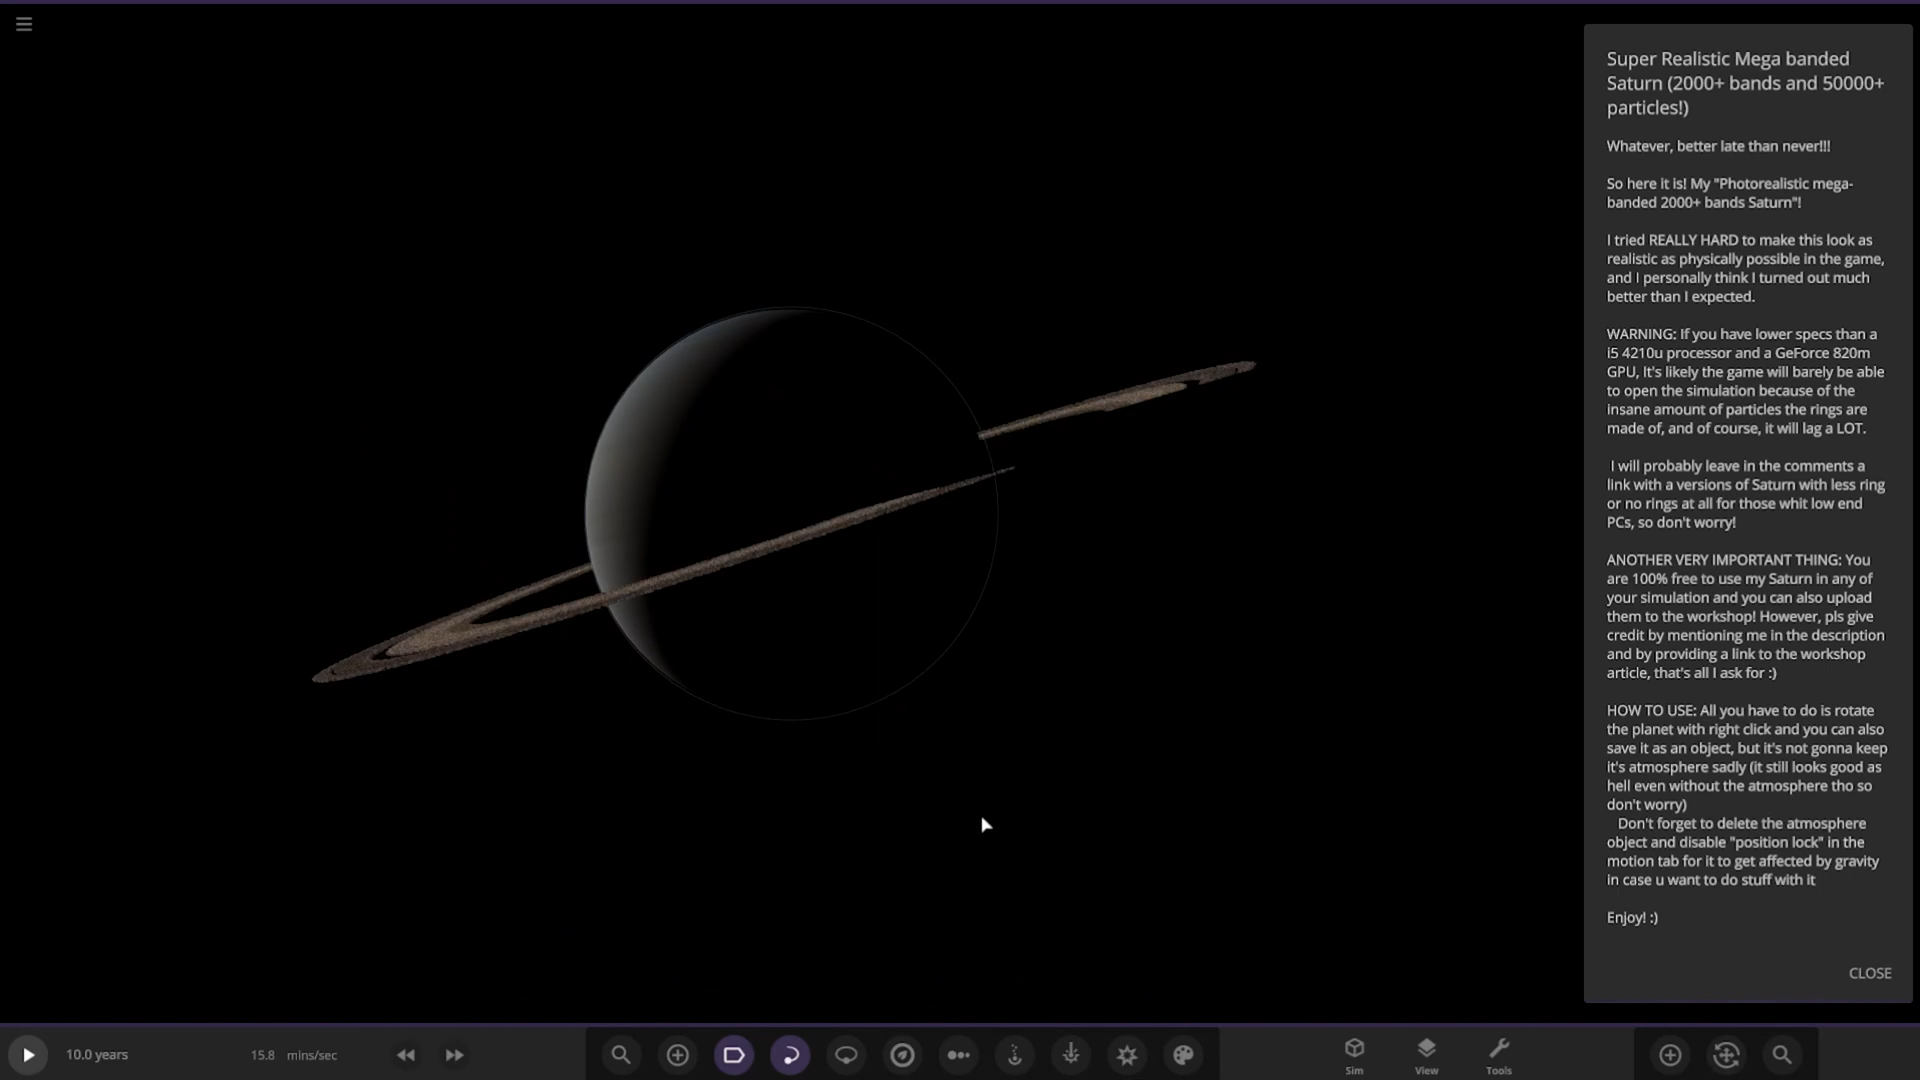 Super Realistic Mega banded
Saturn (2000+ bands and 50000+
particles!)
Whatever, better late than never!!!
So here it is! My "Photorealistic mega-
banded 2000+ bands Saturn"!
I tried REALLY HARD to make this look as
realistic as physically possible in the game,
and I personally think I turned out much
better than I expected.
WARNING: If you have lower specs than a
i5 4210u processor and a GeForce 820m
GPU, It's likely the game will barely be able
to open the simulation because of the
insane amount of particles the rings are
made of, and of course, it will lag a LOT.
I will probably leave in the comments a
link with a versions of Saturn with less ring
or no rings at all for those whit low end
PCs, so don't worry!
ANOTHER VERY IMPORTANT THING: You
are 100% free to use my Saturn in any of
your simulation and you can also upload
them to the workshop! However, pls give
credit by mentioning me in the description
and by providing a link to the workshop
article, that's all I ask for :)
HOW TO USE: All you have to do is rotate
the planet with right click and you can also
save it as an object, but it's not gonna keep
it's atmosphere sadly (it still looks good as
hell even without the atmosphere tho so
don't worry)
Don't forget to delete the atmosphere
object and disable "position lock" in the
motion tab for it to get affected by gravity
in case u want to do stuff with it
Enjoy! :)
CLOSE
10.0 years
15.8 mins/sec
Sim
View
Tools